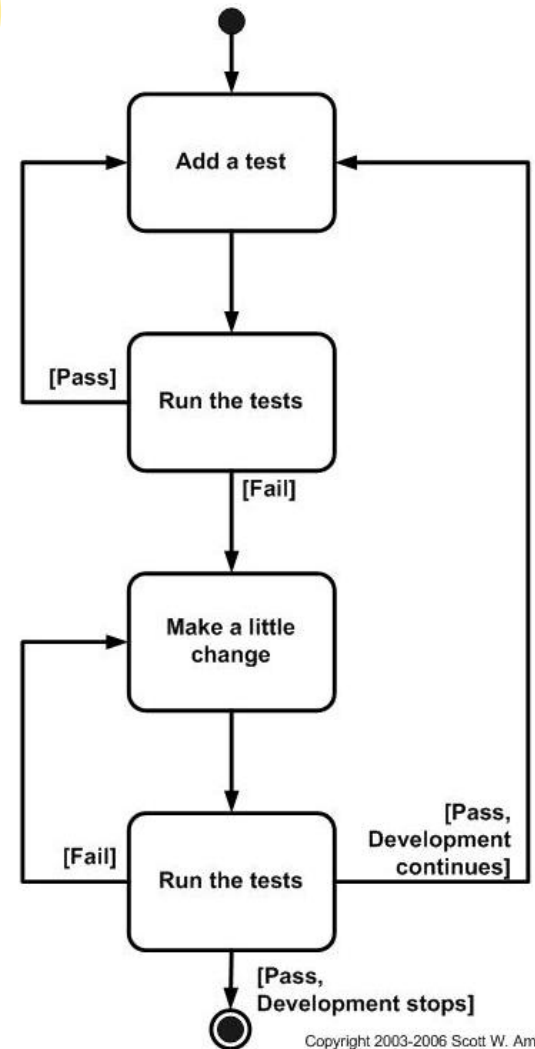 Add a test
[Pass]
Run the tests
[Fail]
Make a little
change
[Pass,
Development
continues]
[Fail]
Run the tests
[Pass,
Development stops]
Copyright 2003-2006 Scott W.